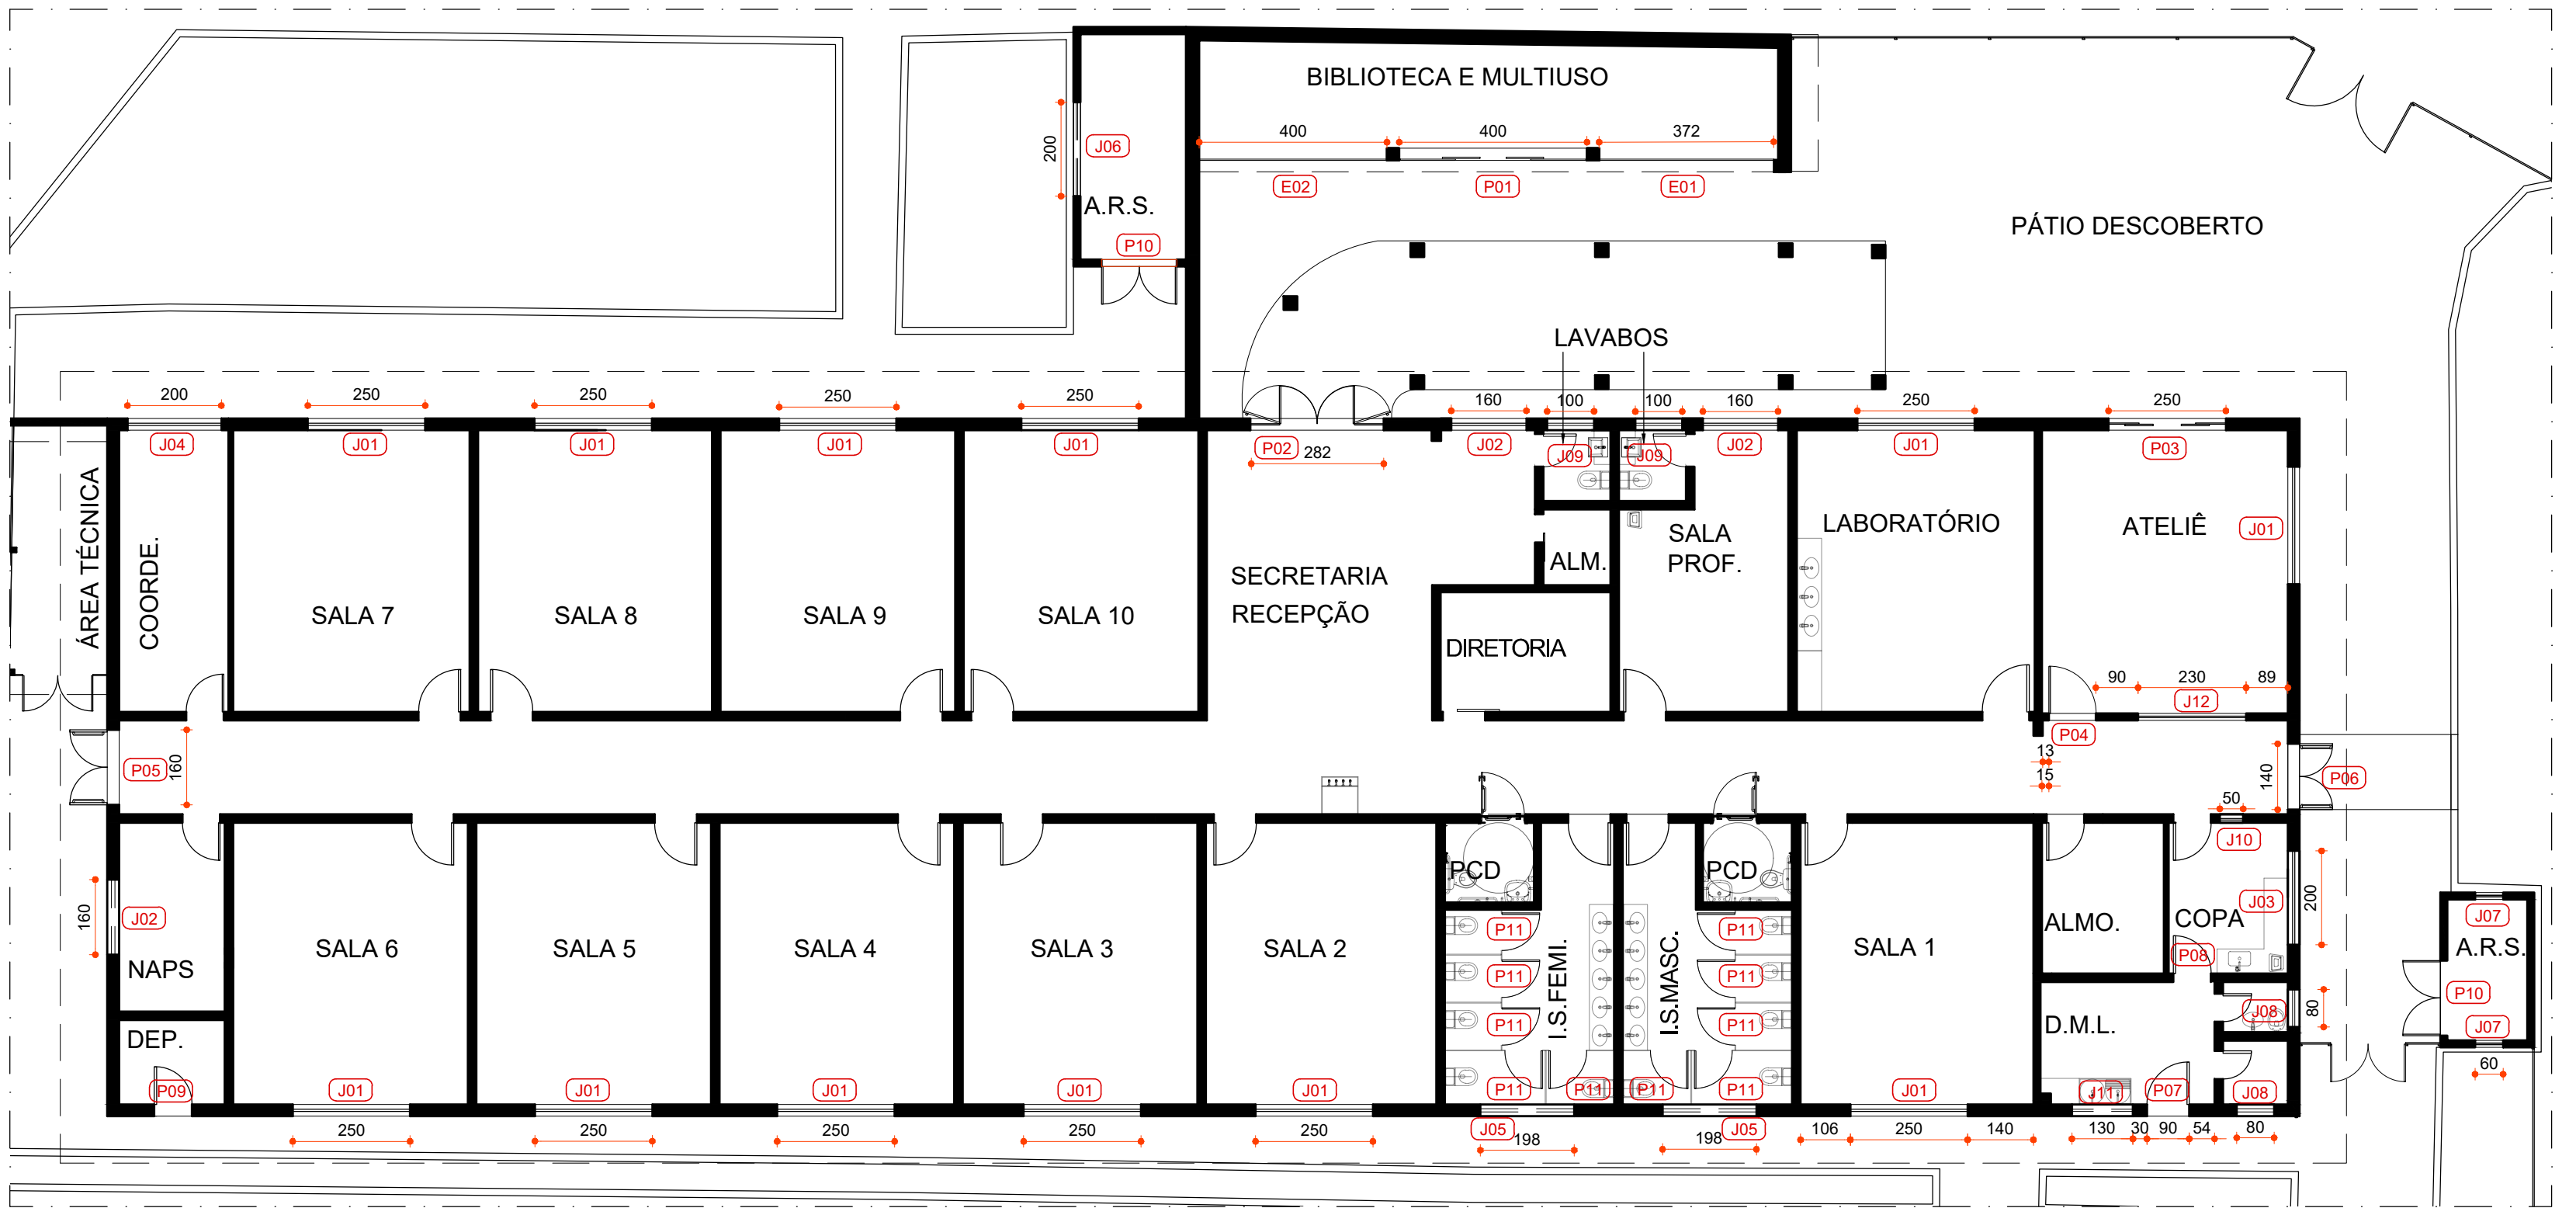 BIBLIOTECA E MULTIUSO
400
400
372
200
J06
E02
P01
E01
A.R.S.
PÁTIO DESCOBERTO
P10
LAVABOS
200
250
250
250
250
160
100
100
160
250
250
J04
J01
J01
J01
J01
P02
J02
J09
J09
J02
J01
P03
282
ÁREA TÉCNICA
COORDE.
SALA 7
SALA 8
SALA 9
SALA 10
SECRETARIA
RECEPÇÃO
ALM.
DIRETORIA
SALA
PROF.
LABORATÓRIO
ATELIÊ
J01
90
230
89
J12
P04
P05
160
13
15
140
P06
50
J10
160
J02
NAPS
SALA 6
SALA 5
SALA 4
SALA 3
SALA 2
PCD
PCD
P11
P11
P11
P11
P11
P11
I.S.FEMI.
I.S.MASC.
SALA 1
ALMO.
COPA
J03
200
P08
J07
A.R.S.
P10
J07
60
DEP.
P09
D.M.L.
J08
80
J01
J01
J01
J01
J01
P11
P11
P11
P11
J01
J11
P07
J08
250
250
250
250
250
J05
198
198
J05
106
250
140
130
30
90
54
80